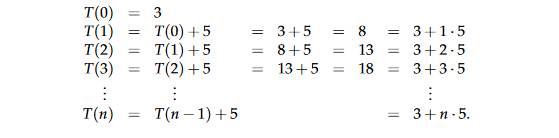 T(0) = 3
T(1) = T(0) + 5 = 3 + 5 = 8 = 3 + 1 · 5
T(2) = T(1) + 5 = 8 + 5 = 13 = 3 + 2 · 5
T(3) = T(2) + 5 = 13 + 5 = 18 = 3 + 3 · 5
⋮ ⋮ ⋮
T(n) = T(n − 1) + 5 = 3 + n · 5.